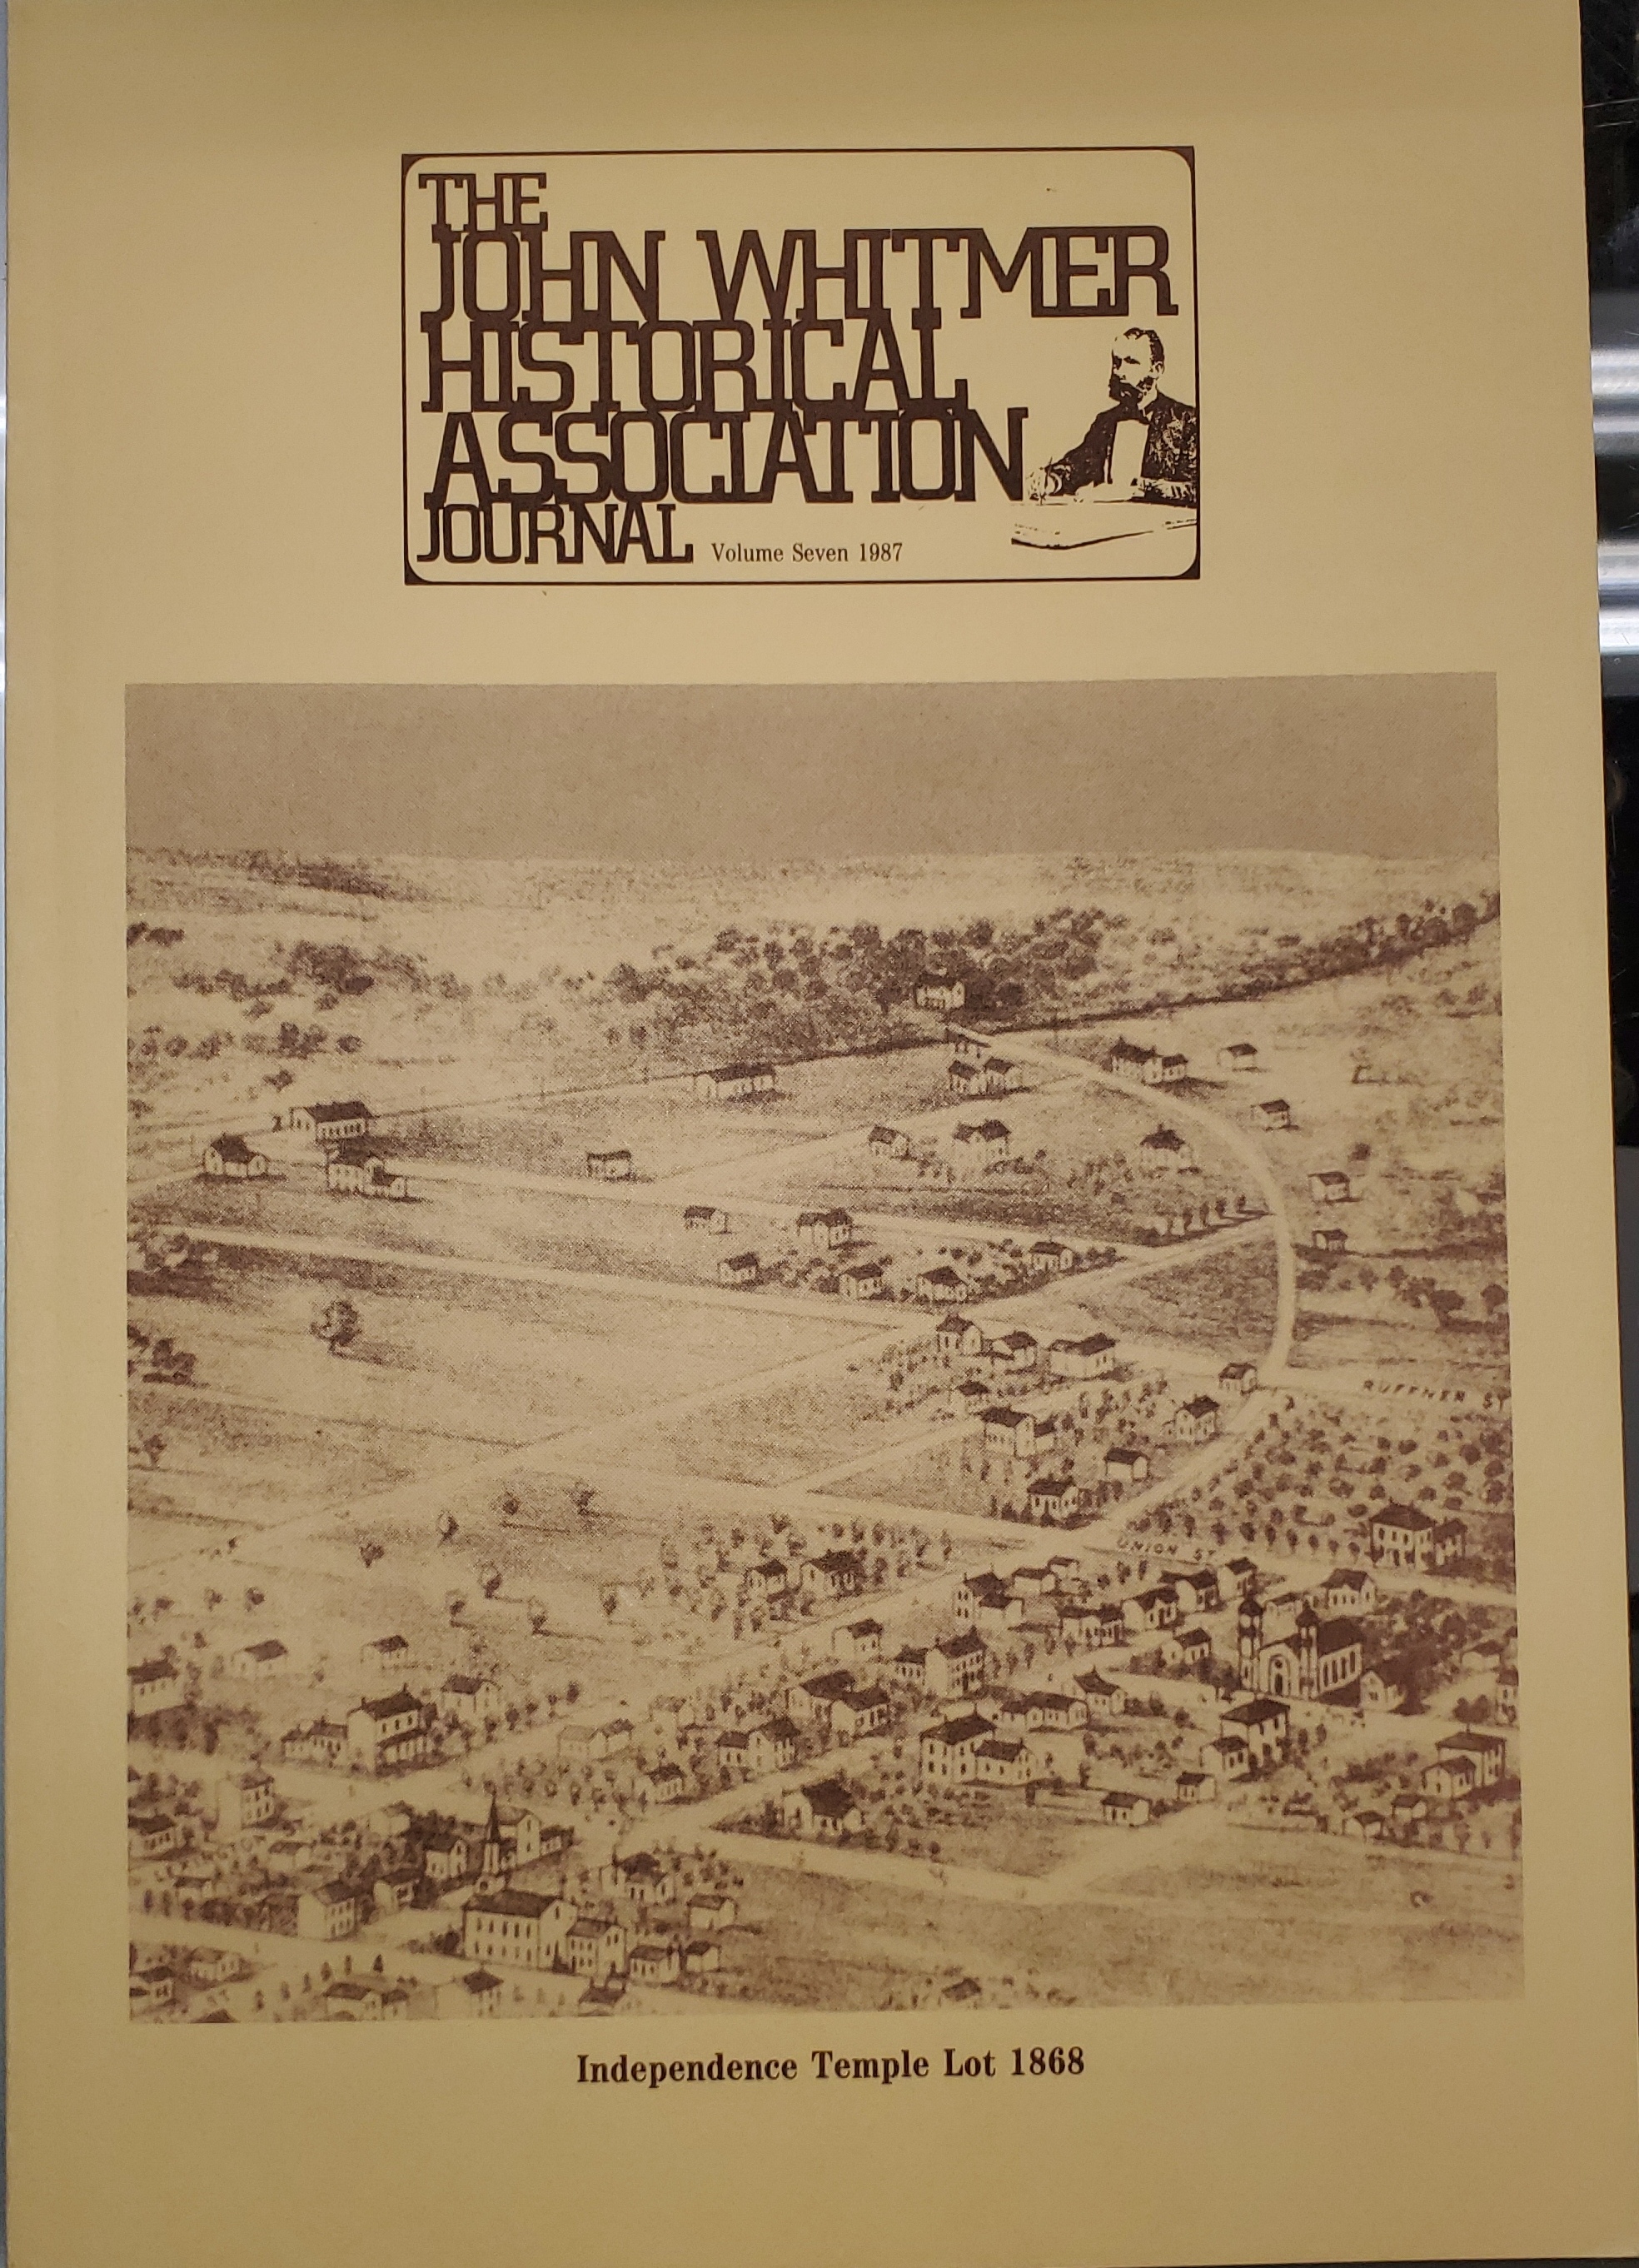 THE
JOHN WHITMER
HISTORICAL
ASSOCIATION
JOURNAL Volume Seven 1987
RUFFNER ST
UNION ST
Independence Temple Lot 1868